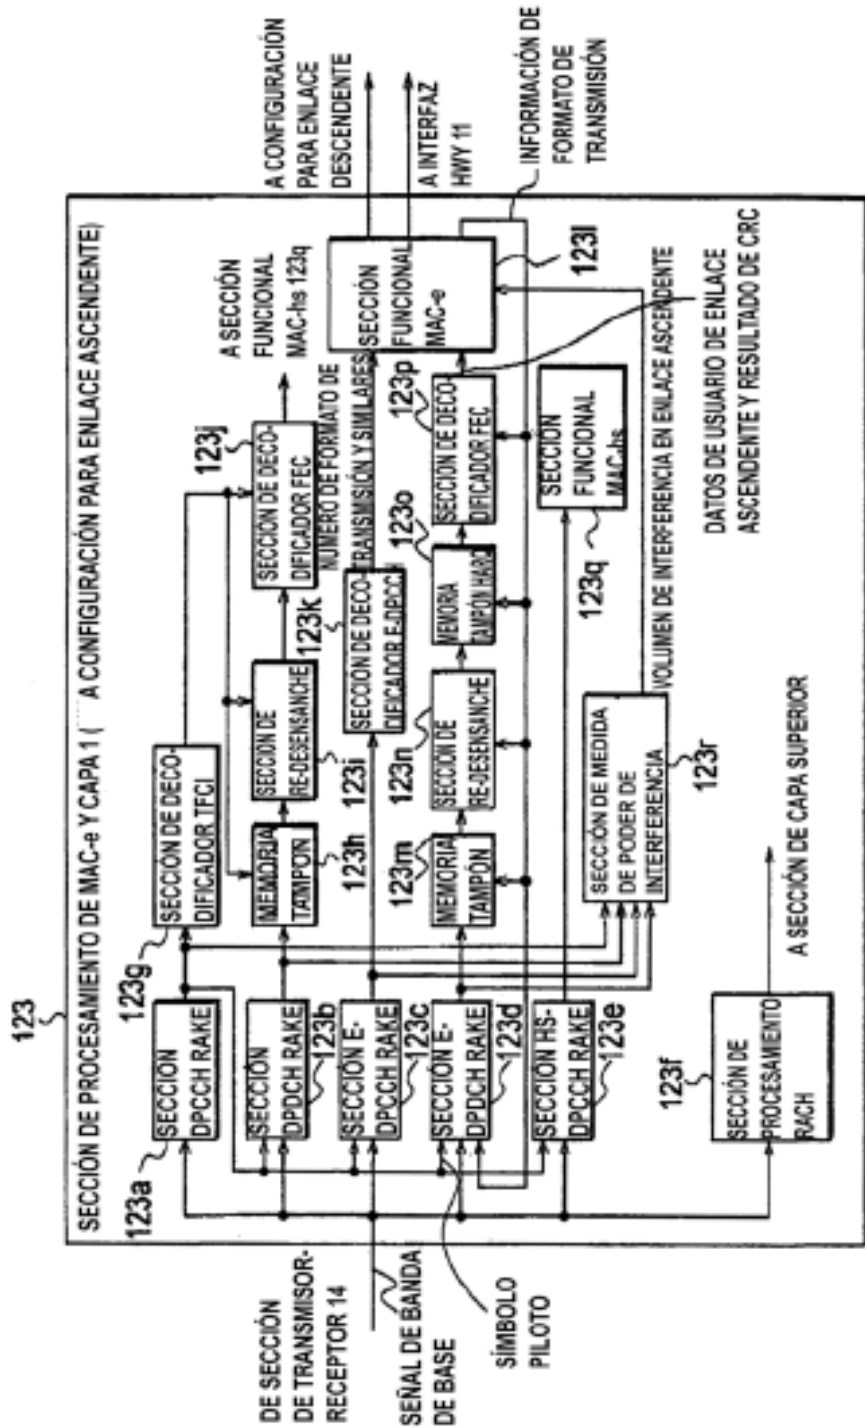 123
SECCIÓN DE PROCESAMIENTO DE MAC-e Y CAPA 1 ( A CONFIGURACIÓN PARA ENLACE ASCENDENTE)
DE SECCIÓN
DE TRANSMISOR-
RECEPTOR 14
SEÑAL DE BANDA
DE BASE
SÍMBOLO
PILOTO
123a
SECCIÓN
DPCCH RAKE
SECCIÓN
DPDCH RAKE
123b
SECCIÓN E-
DPCCH RAKE
123c
SECCIÓN E-
DPDCH RAKE
123d
SECCIÓN HS-
DPCCH RAKE
123e
123f
SECCIÓN DE
PROCESAMIENTO
RACH
A SECCIÓN DE CAPA SUPERIOR
123g
SECCIÓN DE DECO-
DIFICADOR TFCI
MEMORIA
TAMPÓN
123h
SECCIÓN DE
RE-DESENSANCHE
123i
123j
SECCIÓN DE DECO-
DIFICADOR FEC
A SECCIÓN
FUNCIONAL
MAC-hs 123q
NÚMERO DE FORMATO DE
TRANSMISIÓN Y SIMILARES
123k
SECCIÓN DE DECO-
DIFICADOR E-DPCCH
123m
MEMORIA
TAMPÓN
123n
SECCIÓN DE
RE-DESENSANCHE
123o
MEMORIA
TAMPÓN HARQ
123p
SECCIÓN DE DECO-
DIFICADOR FEC
SECCIÓN
FUNCIONAL
MAC-e
123l
SECCIÓN
FUNCIONAL
MAC-hs
123q
SECCIÓN DE MEDIDA
DE PODER DE
INTERFERENCIA
123r
VOLUMEN DE INTERFERENCIA EN ENLACE ASCENDENTE
DATOS DE USUARIO DE ENLACE
ASCENDENTE Y RESULTADO DE CRC
A CONFIGURACIÓN
PARA ENLACE
DESCENDENTE
A INTERFAZ
HWY 11
INFORMACIÓN DE
FORMATO DE
TRANSMISIÓN